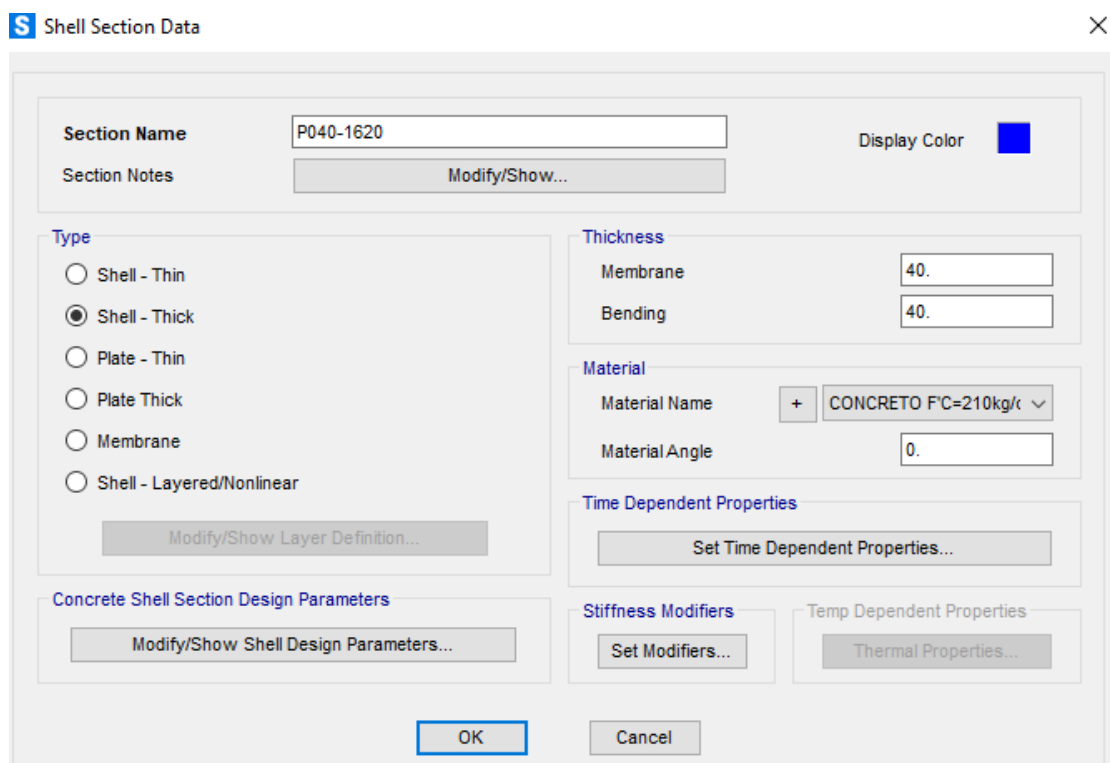 S Shell Section Data
Section Name P040-1620 Display Color
Section Notes Modify/Show...
Type
Shell - Thin
Shell - Thick
Plate - Thin
Plate Thick
Membrane
Shell - Layered/Nonlinear
Modify/Show Layer Definition...
Concrete Shell Section Design Parameters
Modify/Show Shell Design Parameters...
Thickness
Membrane 40.
Bending 40.
Material
Material Name + CONCRETO F'C=210kg/c
Material Angle 0.
Time Dependent Properties
Set Time Dependent Properties...
Stiffness Modifiers
Set Modifiers...
Temp Dependent Properties
Thermal Properties...
OK Cancel